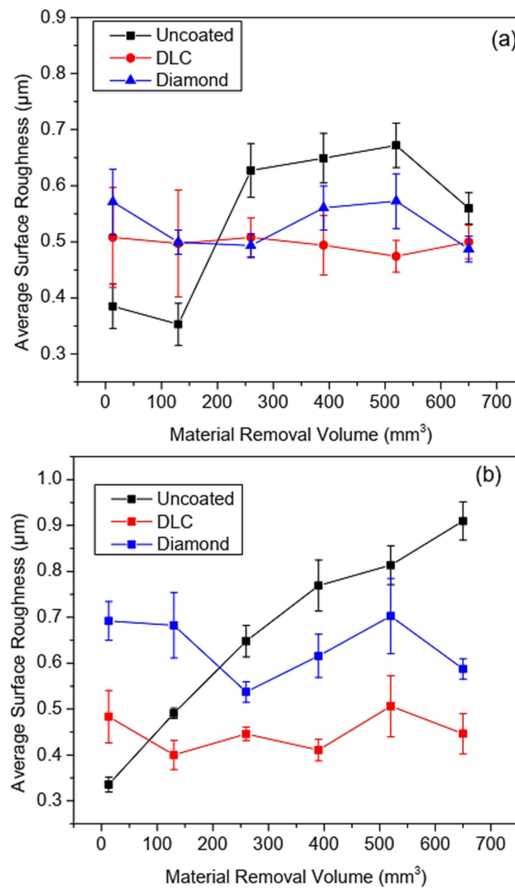 (a)
Uncoated
DLC
Diamond
0.9
0.8
0.7
0.6
0.5
0.4
0.3
Average Surface Roughness (μm)
0 100 200 300 400 500 600 700
Material Removal Volume (mm³)
(b)
Uncoated
DLC
Diamond
1.0
0.9
0.8
0.7
0.6
0.5
0.4
0.3
Average Surface Roughness (μm)
0 100 200 300 400 500 600 700
Material Removal Volume (mm³)